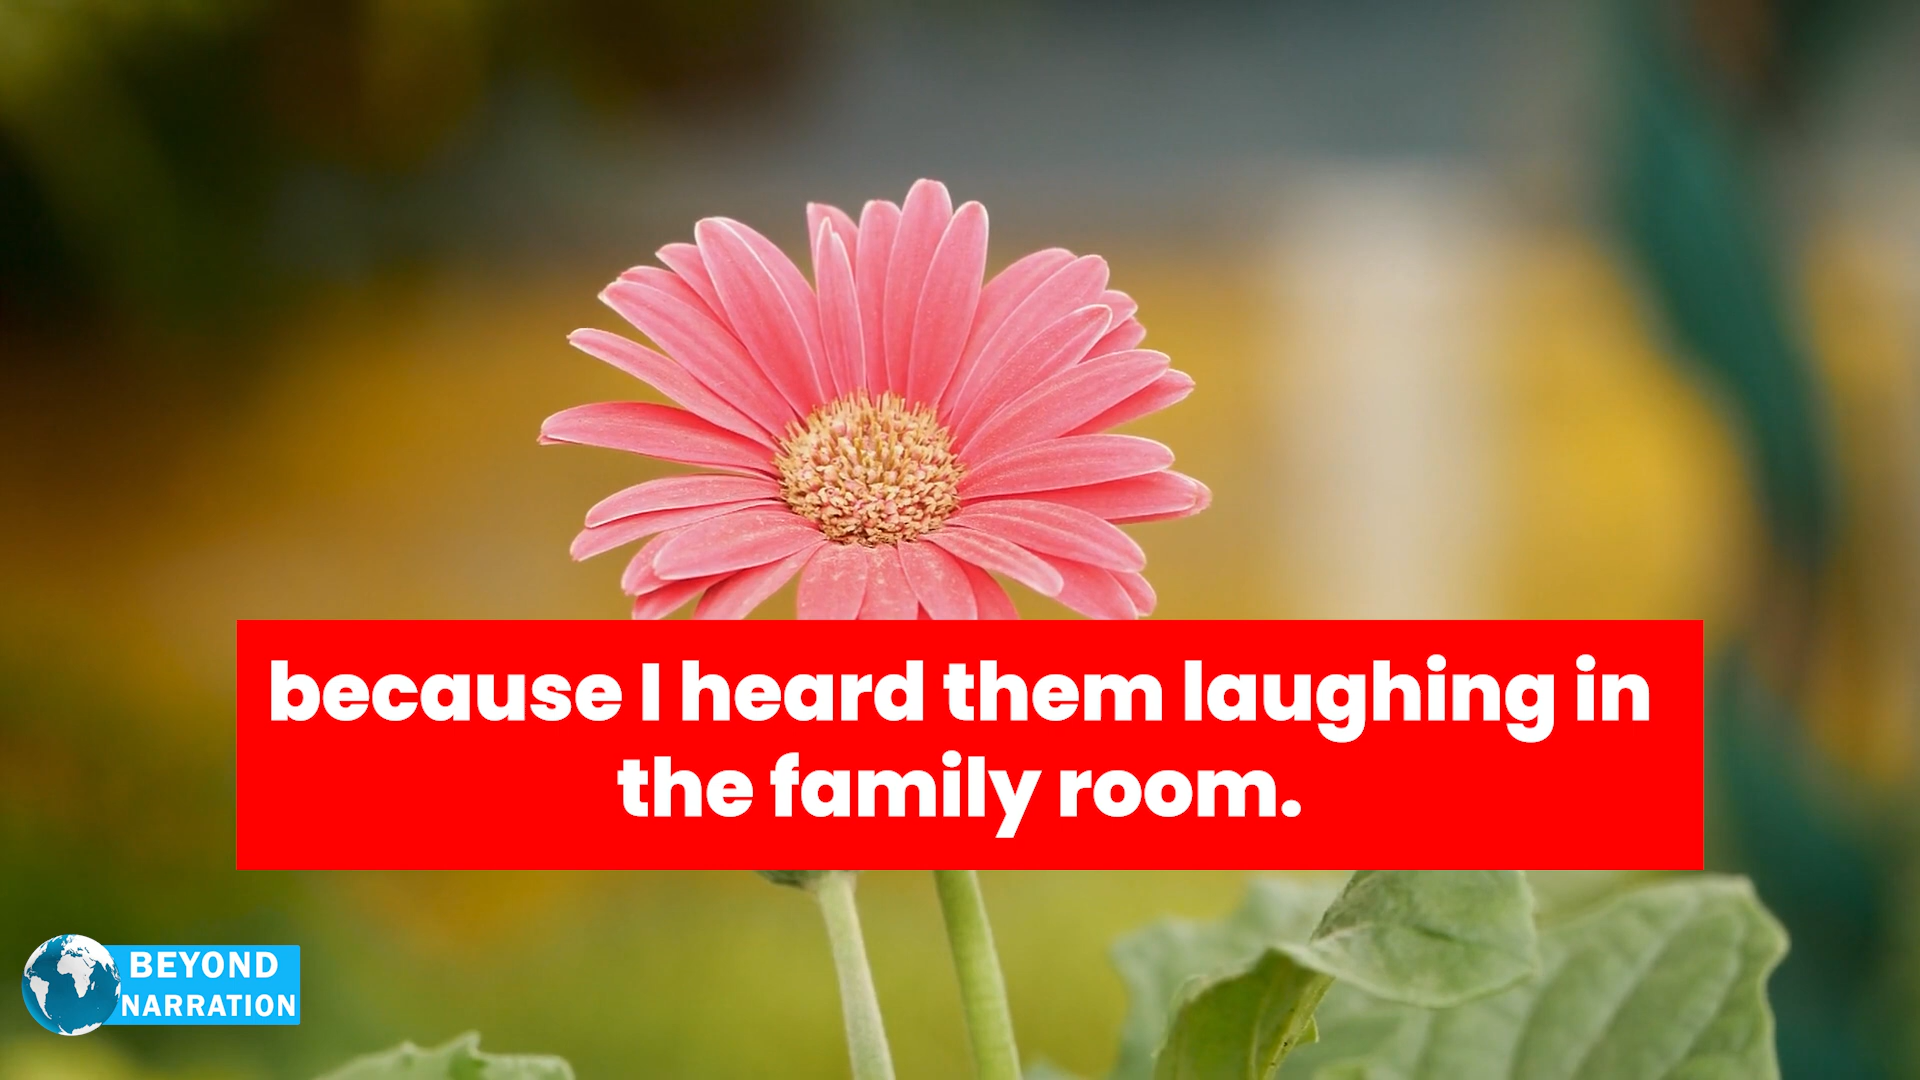 because I heard them laughing in
the family room.
BEYOND
NARRATION